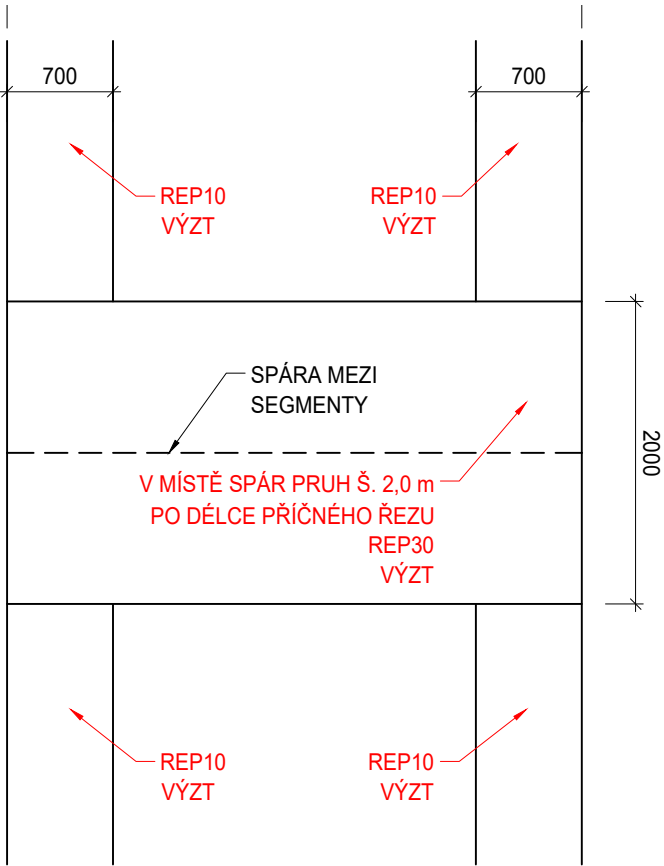 700
700
REP10
VÝZT
REP10
VÝZT
SPÁRA MEZI
SEGMENTY
2000
V MÍSTĚ SPÁR PRUH Š. 2,0 m
PO DÉLCE PŘÍČNÉHO ŘEZU
REP30
VÝZT
REP10
VÝZT
REP10
VÝZT